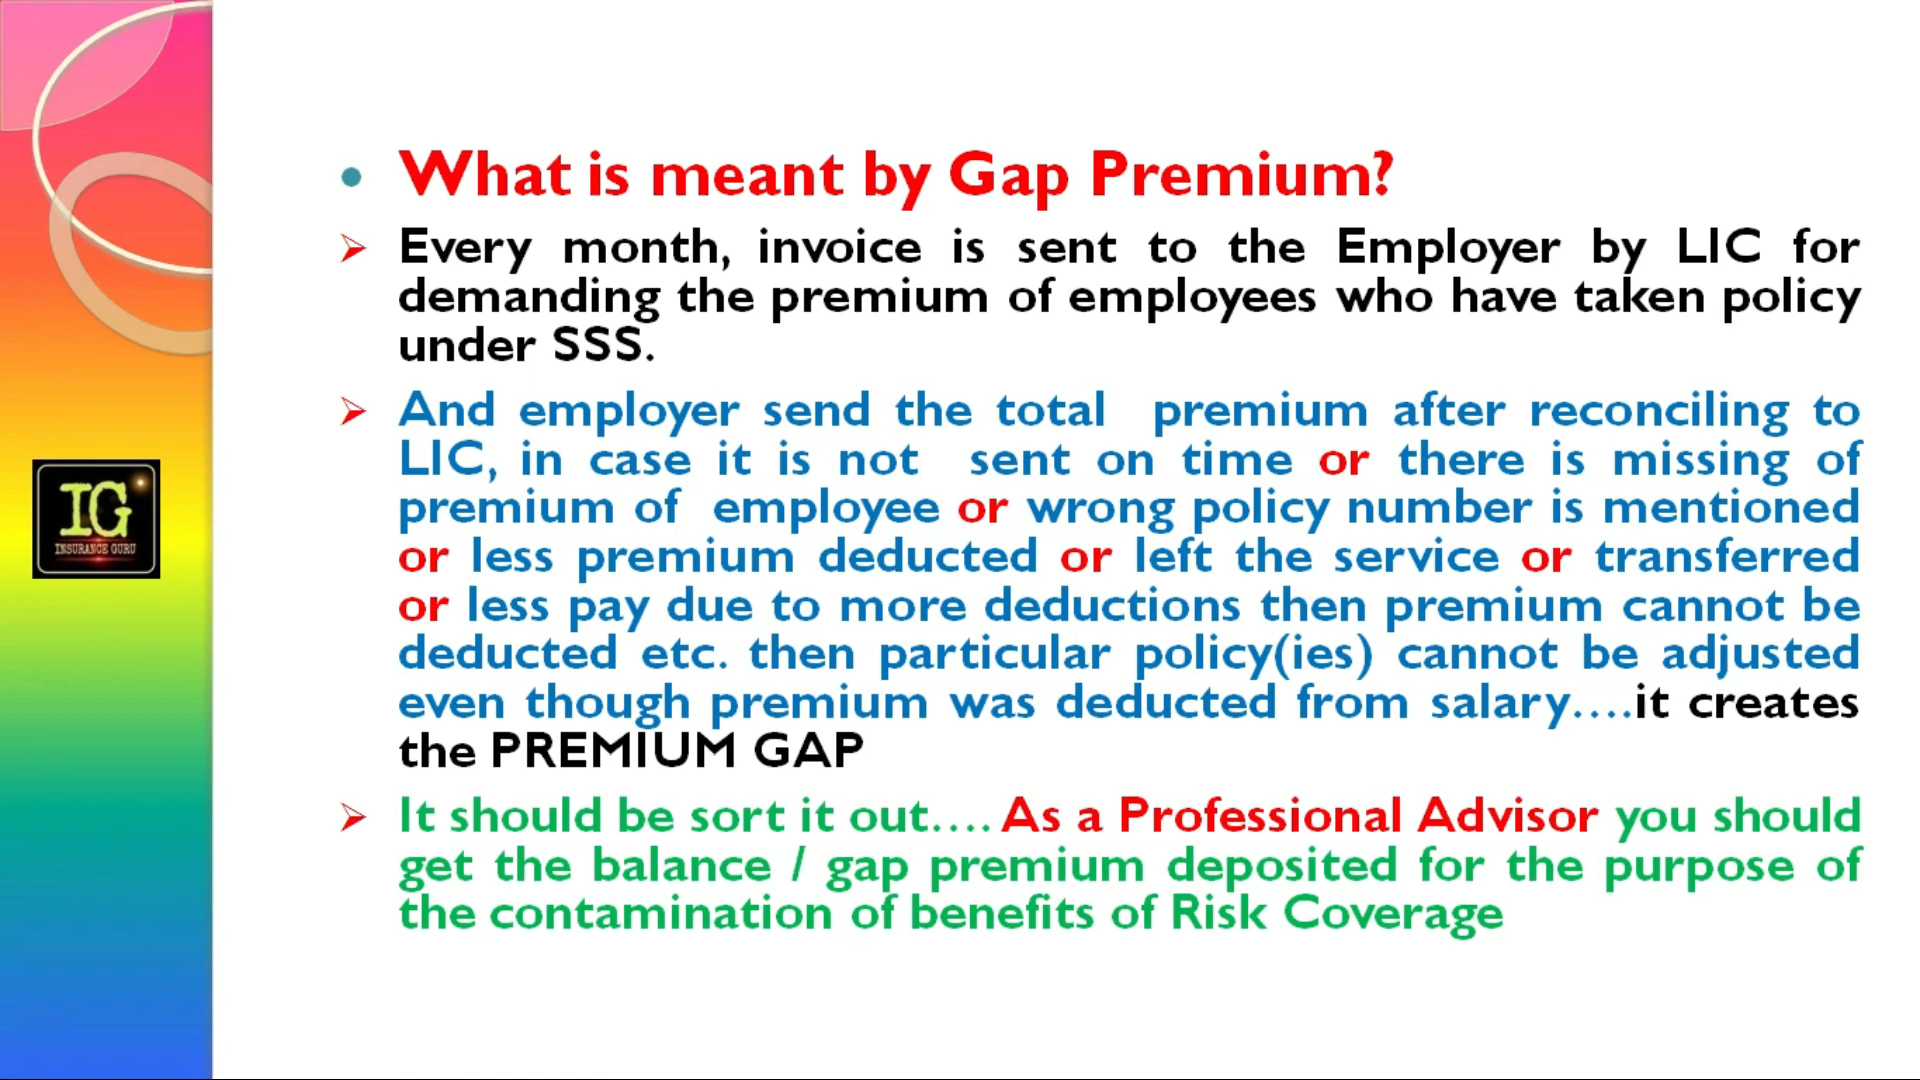 What is meant by Gap Premium?
Every month, invoice is sent to the Employer by LIC for
demanding the premium of employees who have taken policy
under SSS.
And employer send the total premium after reconciling to
LIC, in case it is not sent on time or there is missing of
premium of employee or wrong policy number is mentioned
or less premium deducted or left the service or transferred
or less pay due to more deductions then premium cannot be
deducted etc. then particular policy(ies) cannot be adjusted
even though premium was deducted from salary....it creates
the PREMIUM GAP
It should be sort it out.... As a Professional Advisor you should
get the balance / gap premium deposited for the purpose of
the contamination of benefits of Risk Coverage
IG
INSURANCE GURU